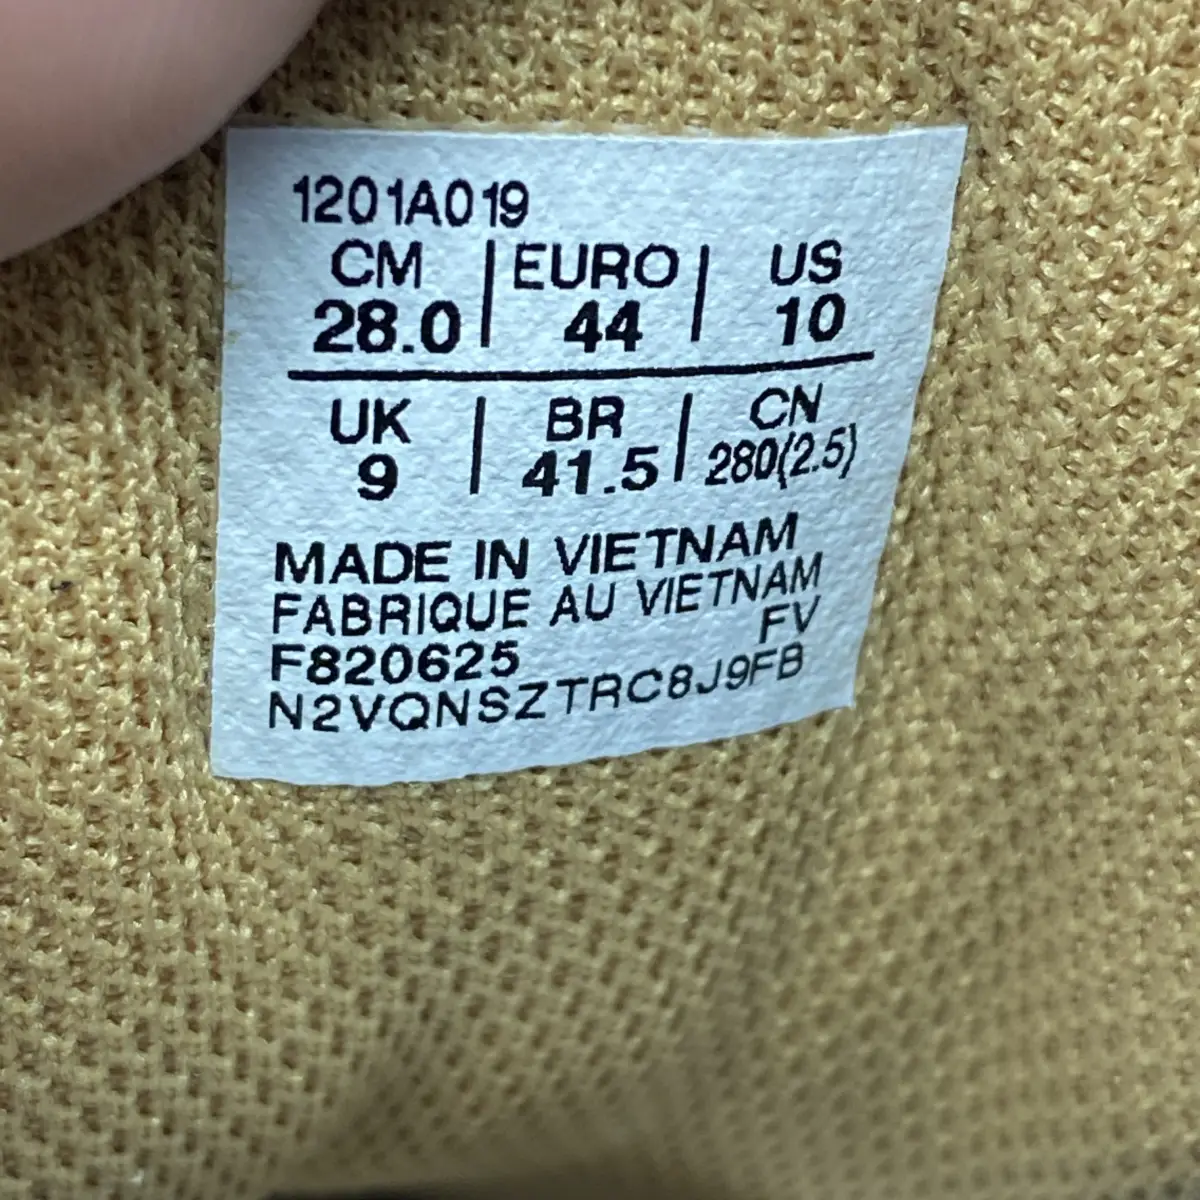 1201A019
CM | EURO | US
28.0 44 10
UK | BR | CN
9 41.5 280(2.5)
MADE IN VIETNAM
FABRIQUE AU VIETNAM
FV
F820625
N2VQNSZTRC8J9FB